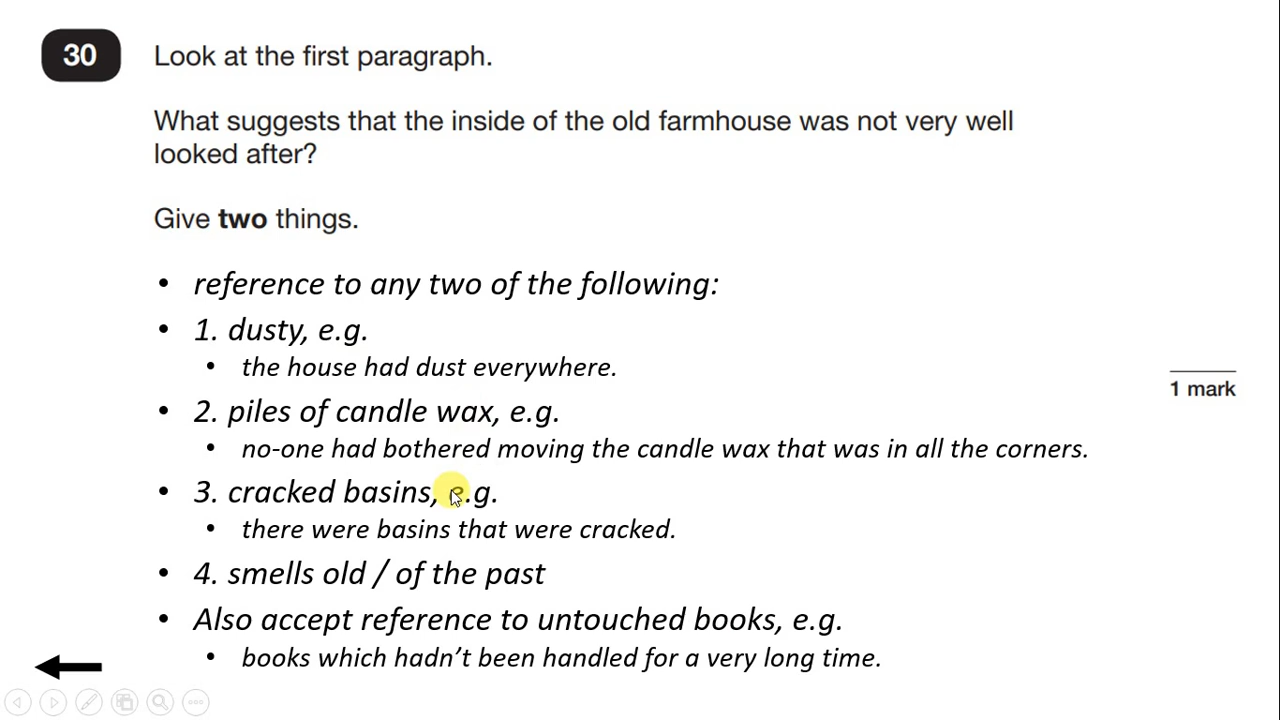 30
Look at the first paragraph.
What suggests that the inside of the old farmhouse was not very well
looked after?
Give two things.
• reference to any two of the following:
• 1. dusty, e.g.
• the house had dust everywhere.
1 mark
• 2. piles of candle wax, e.g.
• no-one had bothered moving the candle wax that was in all the corners.
• 3. cracked basins, e.g.
• there were basins that were cracked.
• 4. smells old / of the past
• Also accept reference to untouched books, e.g.
• books which hadn't been handled for a very long time.